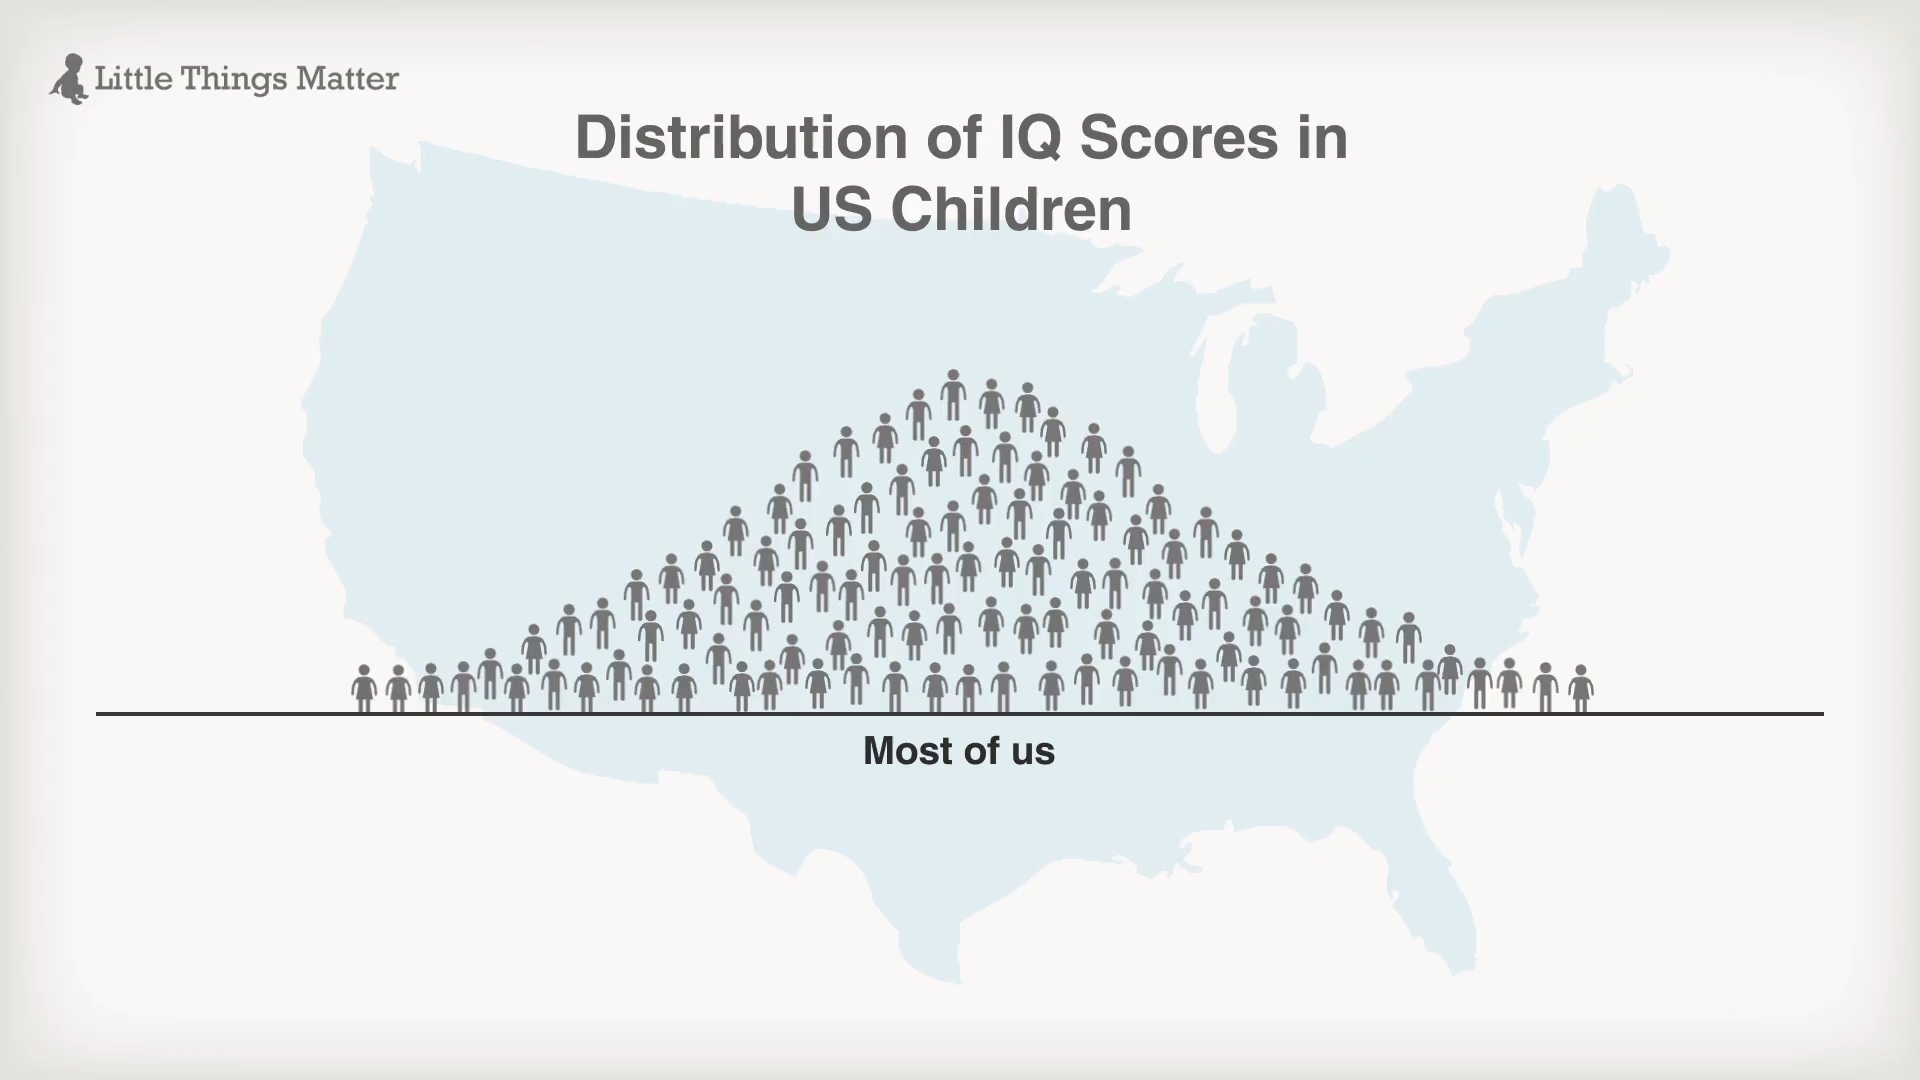 Little Things Matter
Distribution of IQ Scores in
US Children
Most of us